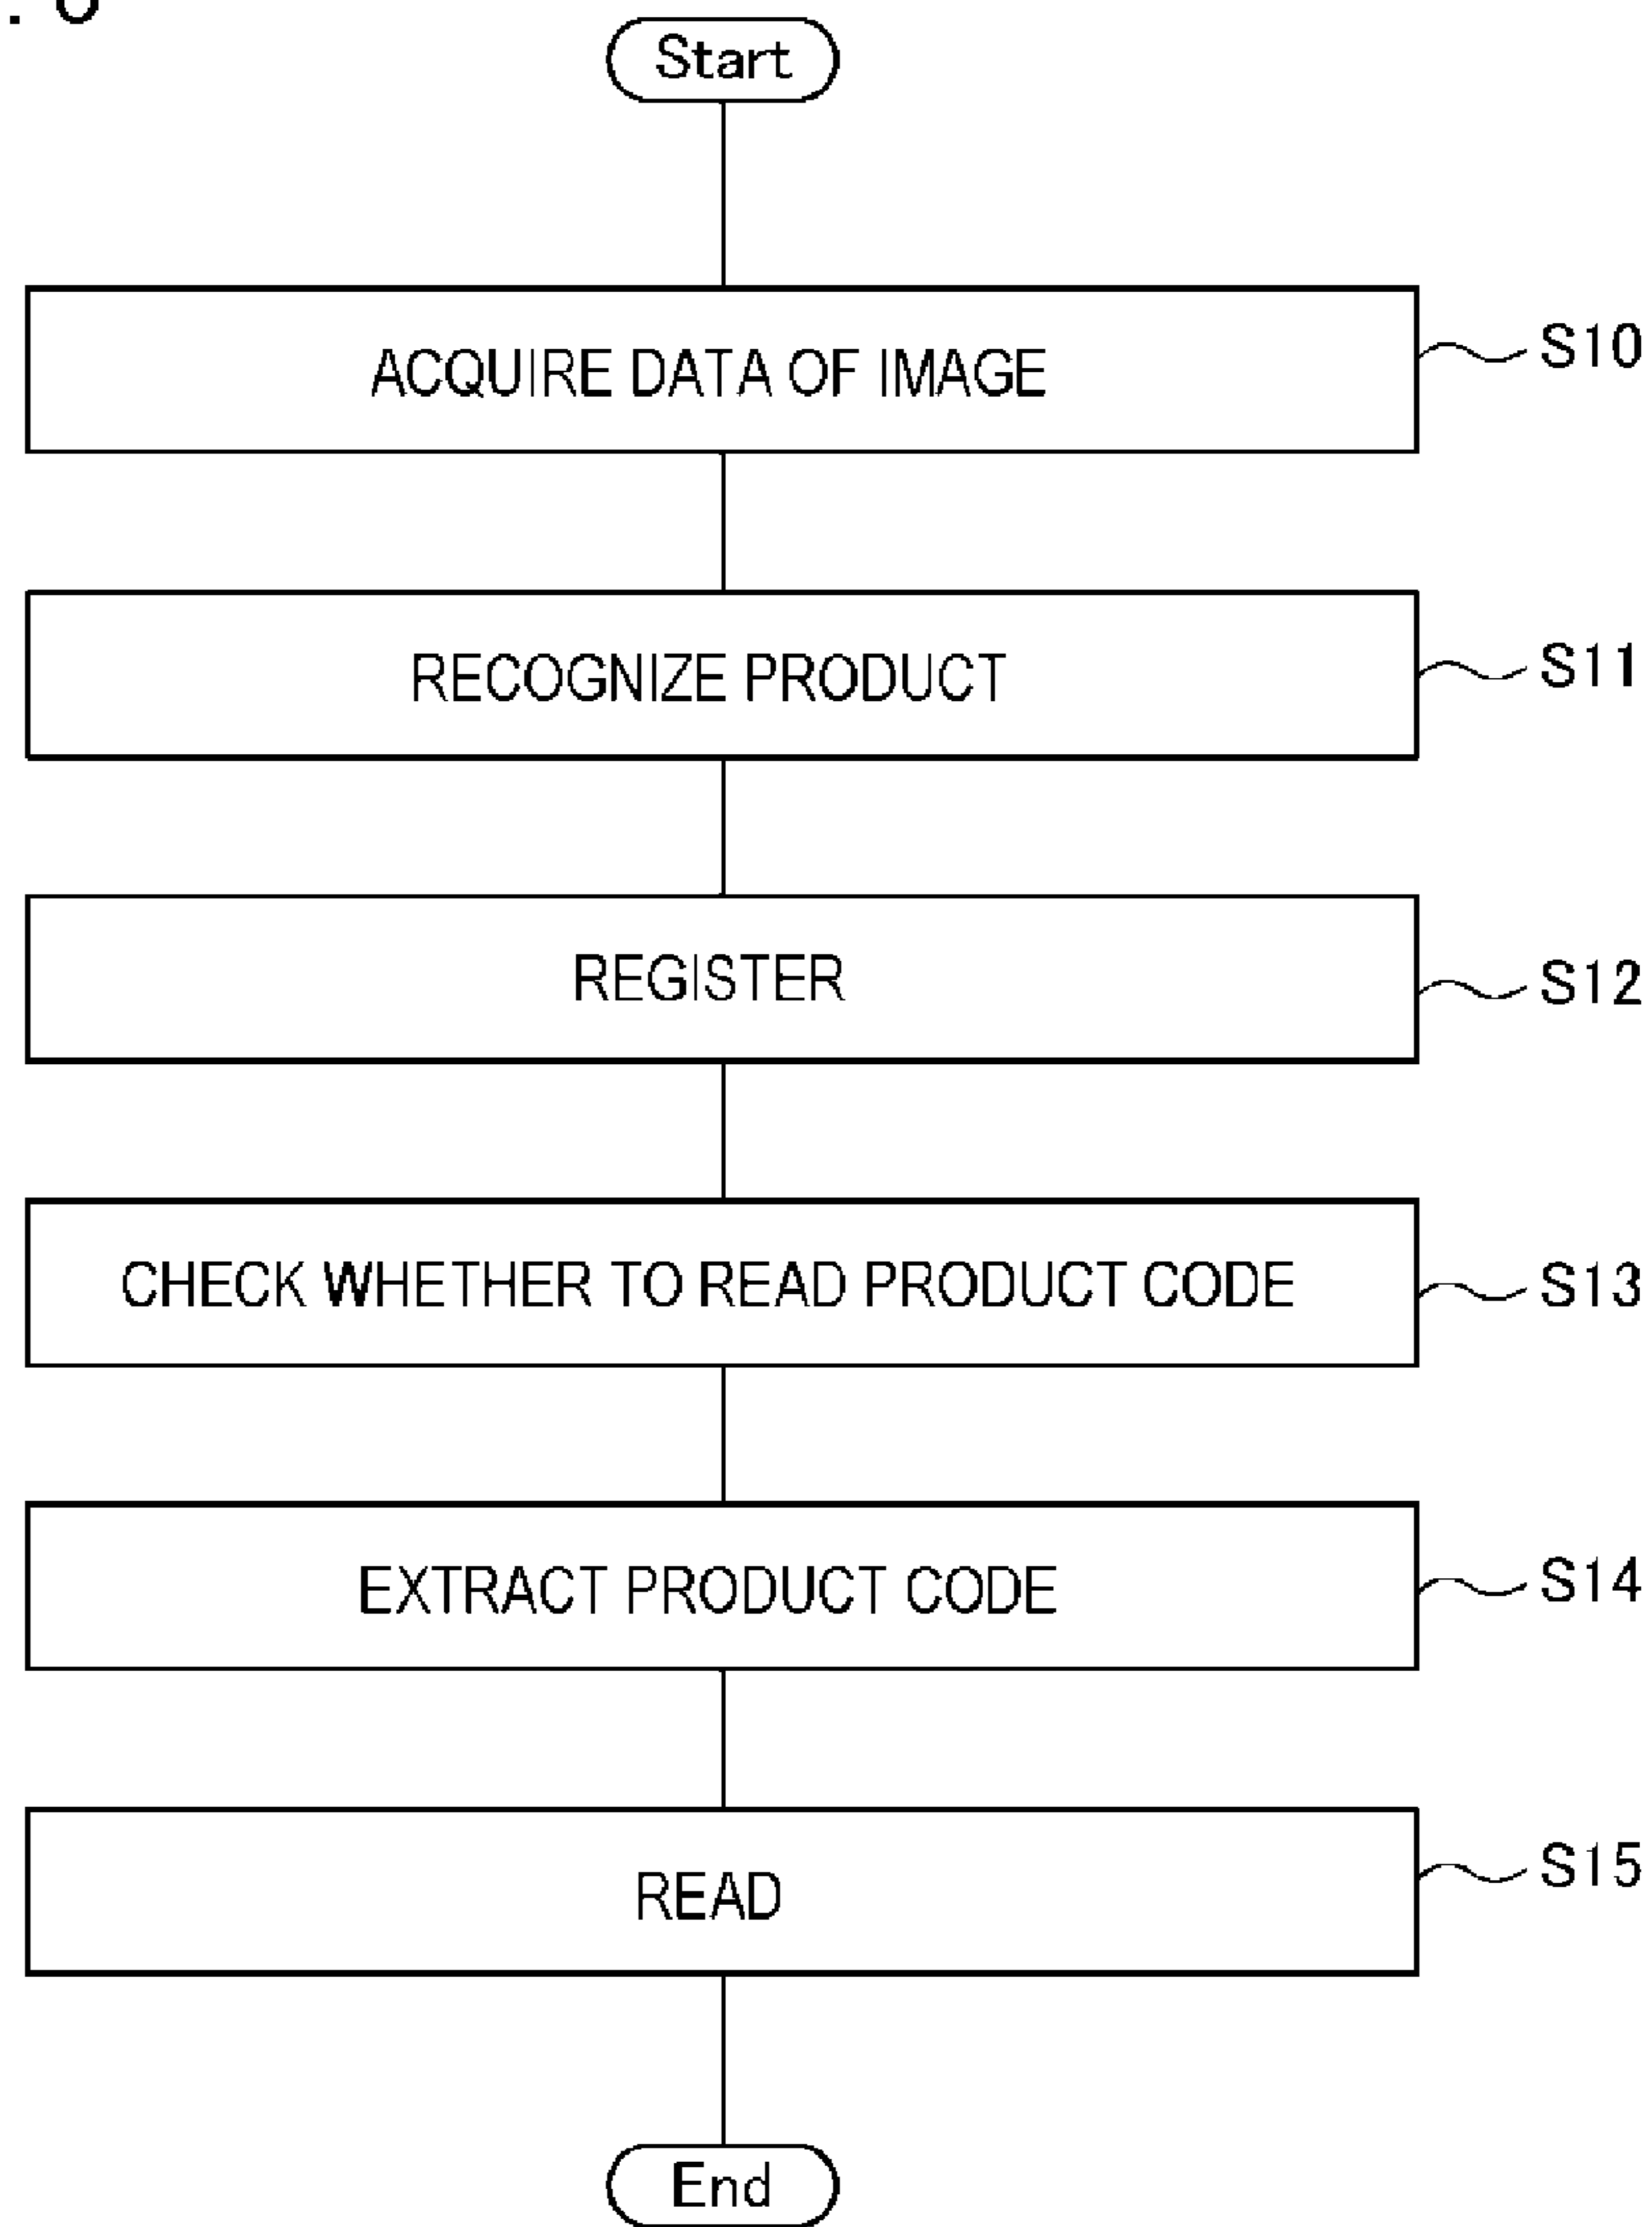 Start
ACQUIRE DATA OF IMAGE
S10
RECOGNIZE PRODUCT
S11
REGISTER
S12
CHECK WHETHER TO READ PRODUCT CODE
S13
EXTRACT PRODUCT CODE
S14
READ
S15
End